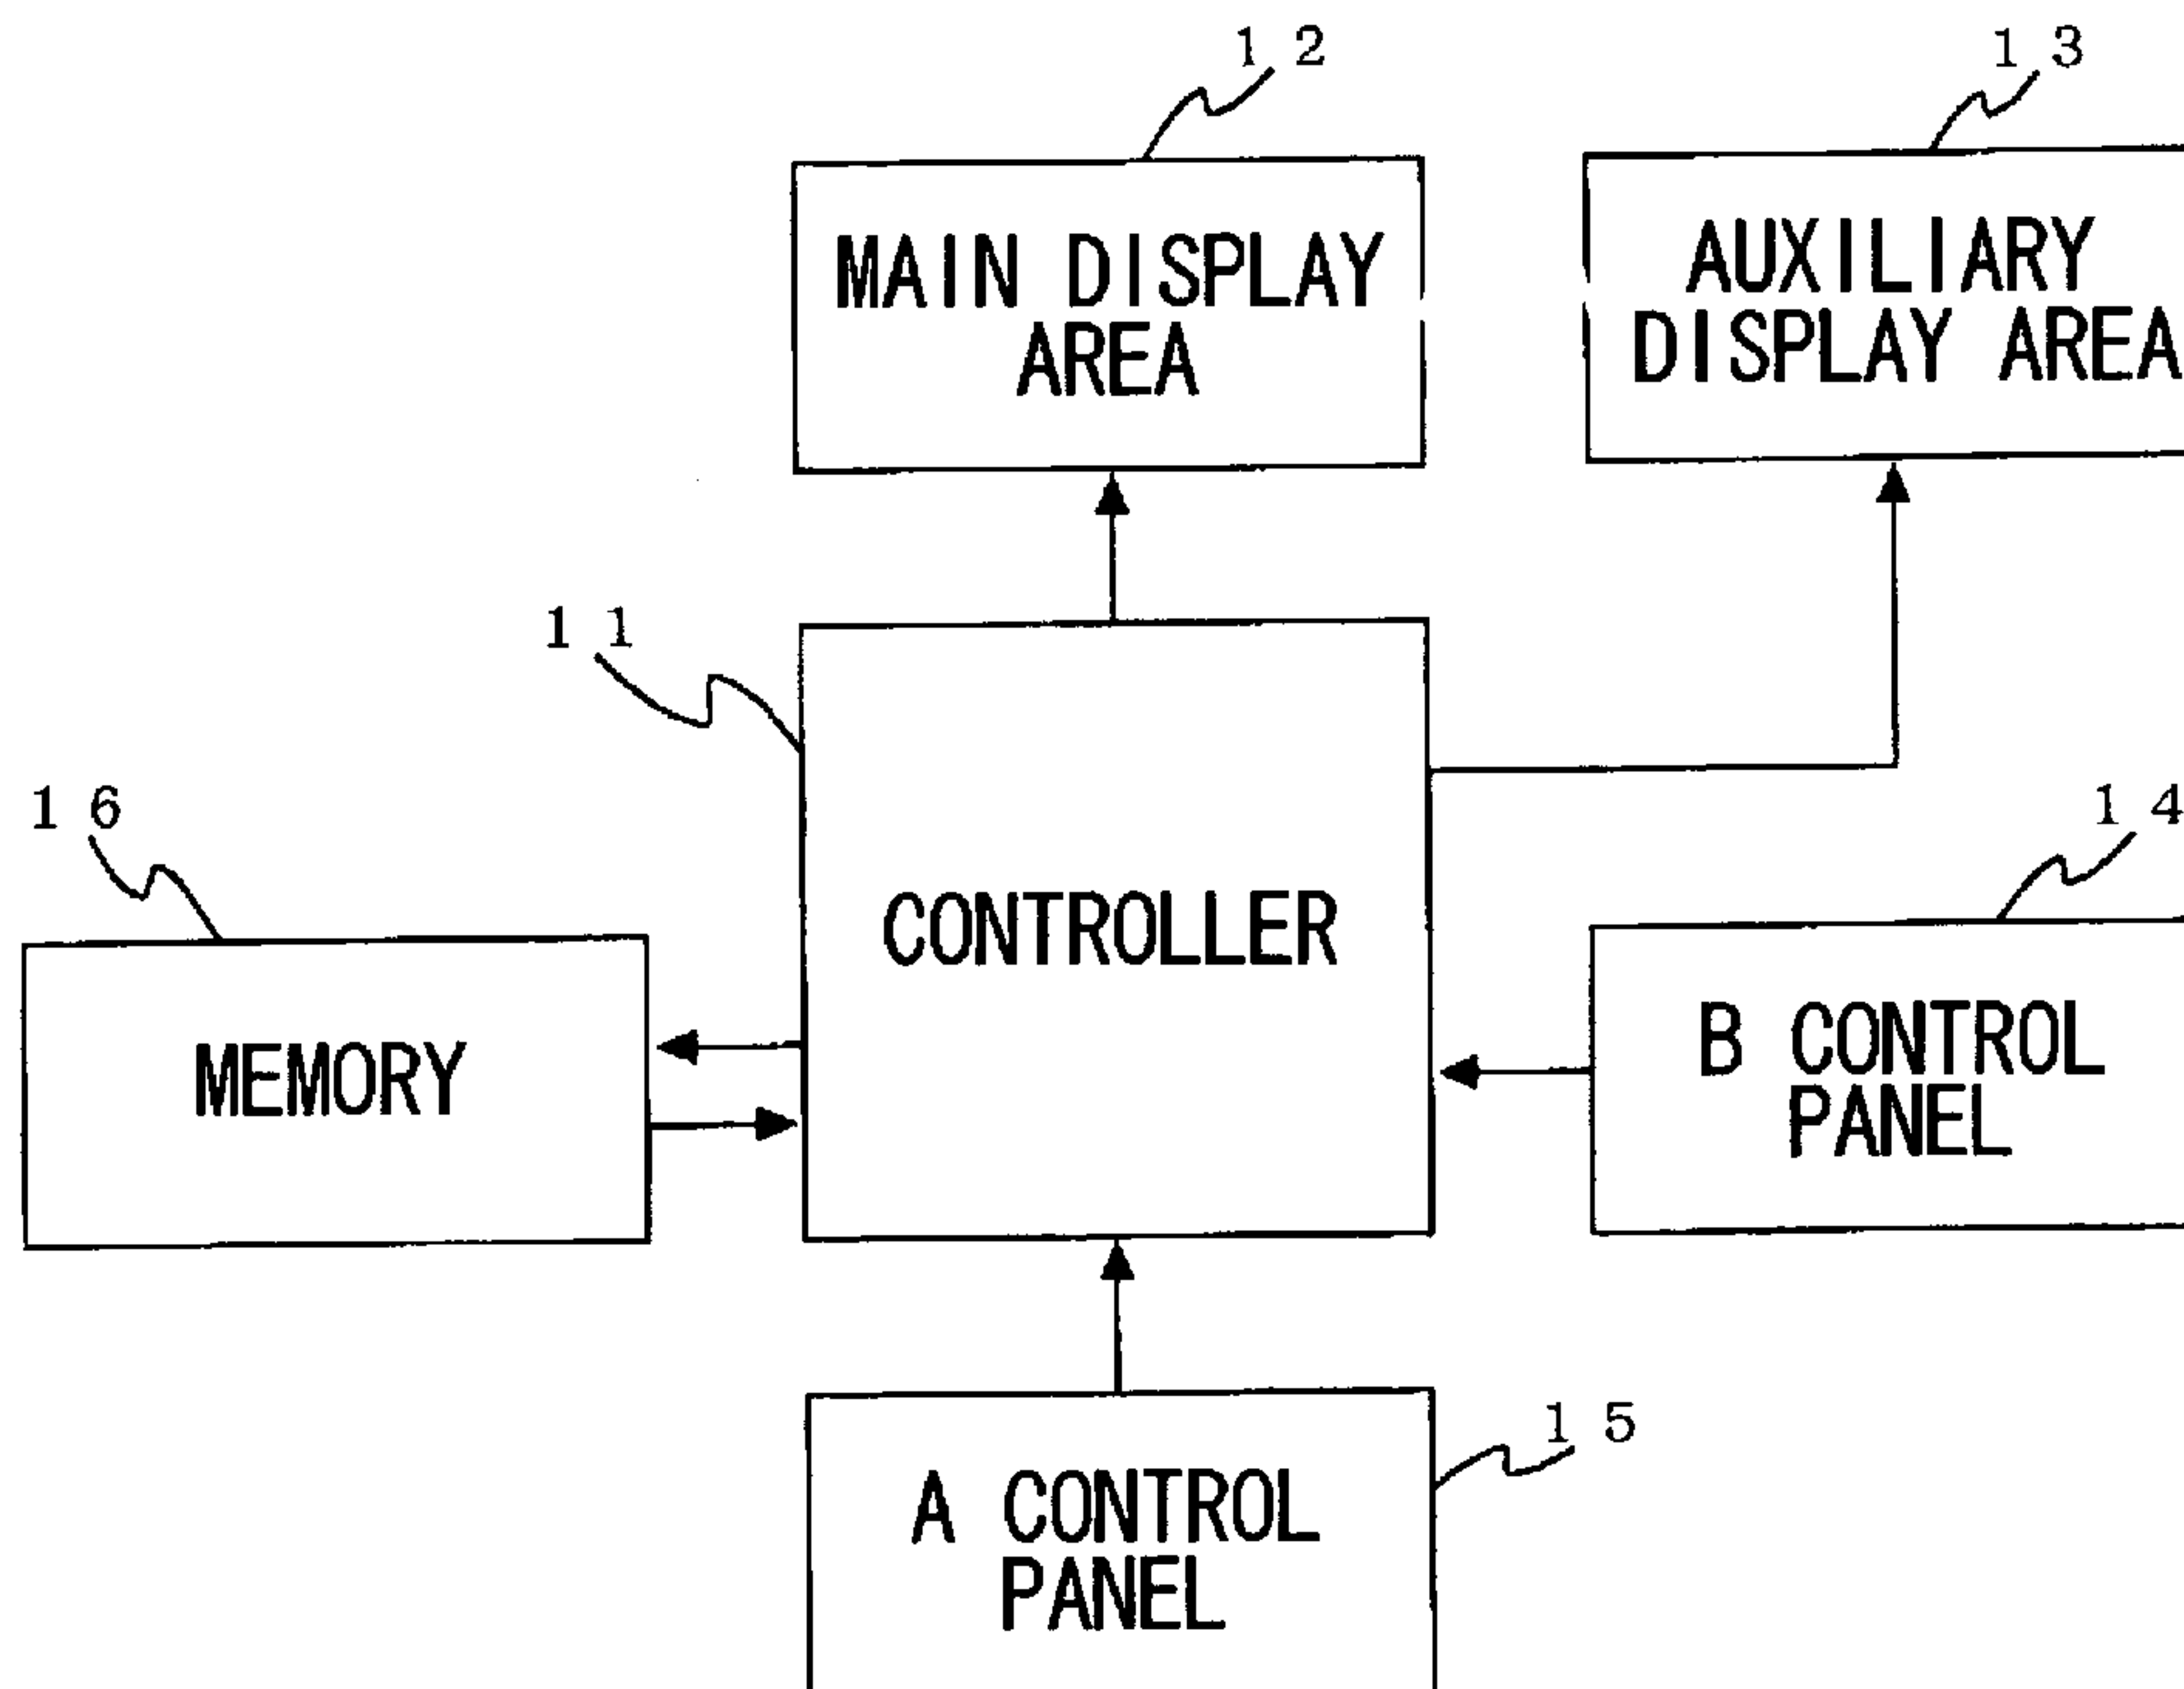 12
13
MAIN DISPLAY
AREA
AUXILIARY
DISPLAY AREA
11
16
CONTROLLER
14
MEMORY
B CONTROL
PANEL
15
A CONTROL
PANEL